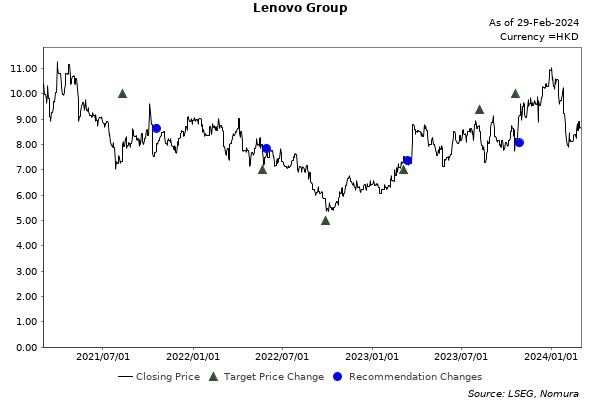 Lenovo Group
As of 29-Feb-2024
Currency =HKD
11.00
10.00
9.00
8.00
7.00
6.00
5.00
4.00
3.00
2.00
1.00
0.00
2021/07/01 2022/01/01 2022/07/01 2023/01/01 2023/07/01 2024/01/01
Closing Price Target Price Change Recommendation Changes
Source: LSEG, Nomura